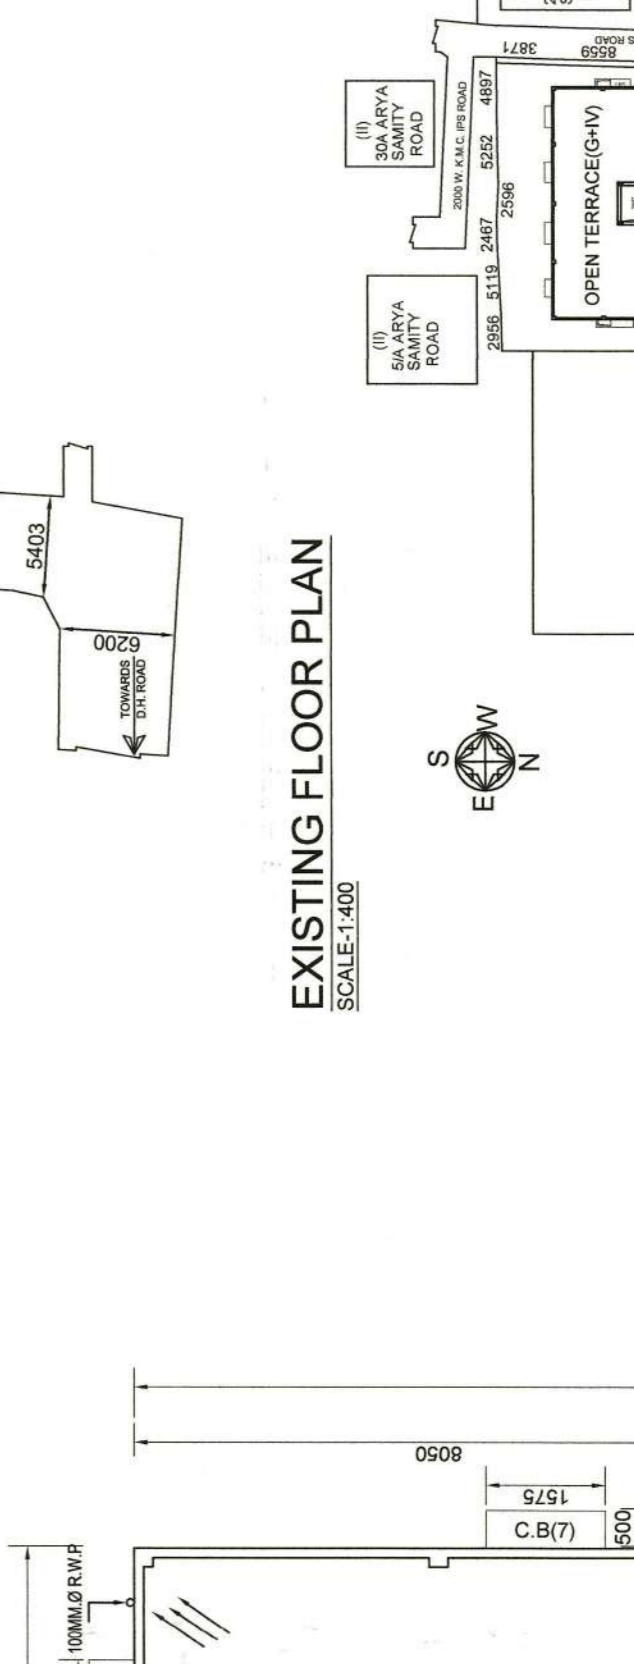 S ROAD
3871
8559
(II)
30A ARYA
SAMITY
ROAD
2000 W. K.M.C. IPS ROAD
4897
5252
2596
2467
5119
2956
OPEN TERRACE(G+IV)
(II)
5/A ARYA
SAMITY
ROAD
5403
6200
TOWARDS
D.H. ROAD
EXISTING FLOOR PLAN
SCALE-1:400
S
W
E
N
8050
1575
C.B(7)
500
100MM.Ø R.W.P